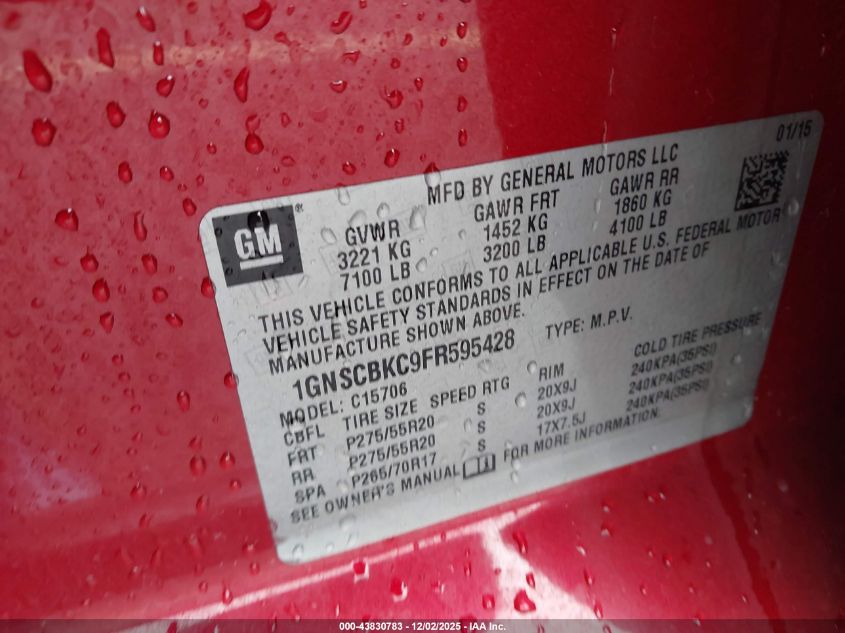 01/15
MFD BY GENERAL MOTORS LLC
GM ®
GVWR GAWR FRT GAWR RR
3221 KG 1452 KG 1860 KG
7100 LB 3200 LB 4100 LB
THIS VEHICLE CONFORMS TO ALL APPLICABLE U.S. FEDERAL MOTOR
VEHICLE SAFETY STANDARDS IN EFFECT ON THE DATE OF
MANUFACTURE SHOWN ABOVE.
1GNSCBKC9FR595428 TYPE: M.P.V.
MODEL: C15706
CBFL TIRE SIZE SPEED RTG RIM COLD TIRE PRESSURE
FRT P275/55R20 S 20X9J 240KPA(35PSI)
RR P275/55R20 S 20X9J 240KPA(35PSI)
SPA P265/70R17 S 17X7.5J 240KPA(35PSI)
SEE OWNER'S MANUAL FOR MORE INFORMATION.
000-43830783 - 12/02/2025 - IAA, Inc.